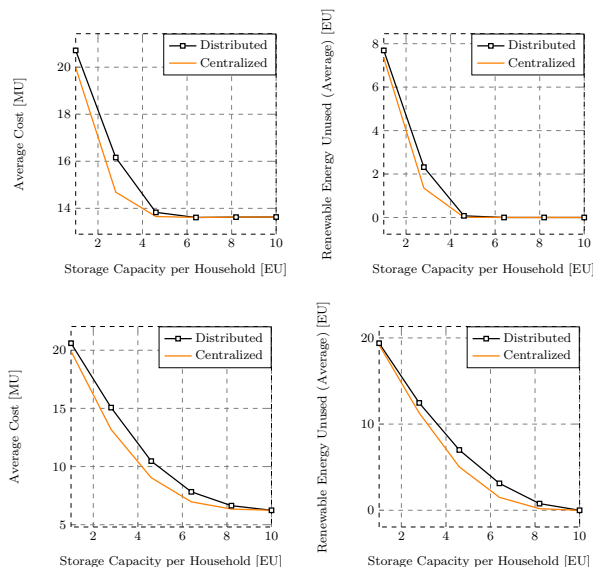 Distributed
Centralized
20
18
16
14
2
4
6
8
10
Average Cost [MU]
Storage Capacity per Household [EU]
Distributed
Centralized
8
6
4
2
0
2
4
6
8
10
Renewable Energy Unused (Average) [EU]
Storage Capacity per Household [EU]
Distributed
Centralized
20
15
10
5
2
4
6
8
10
Average Cost [MU]
Storage Capacity per Household [EU]
Distributed
Centralized
20
10
0
2
4
6
8
10
Renewable Energy Unused (Average) [EU]
Storage Capacity per Household [EU]